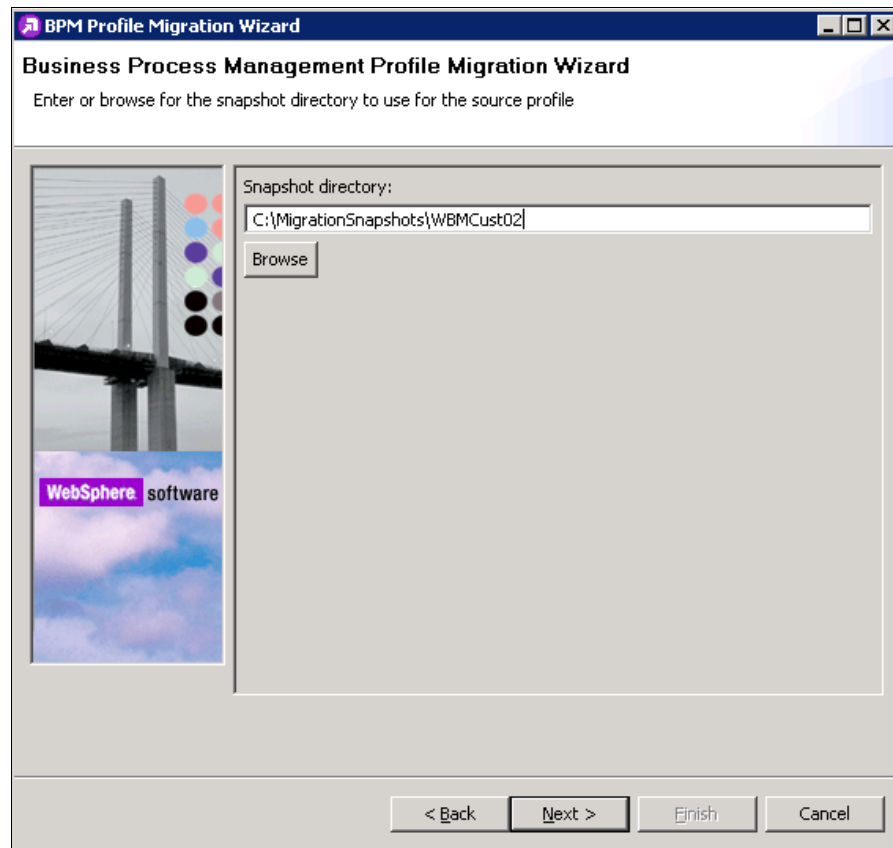 BPM Profile Migration Wizard
Business Process Management Profile Migration Wizard
Enter or browse for the snapshot directory to use for the source profile
Snapshot directory:
C:\MigrationSnapshots\WBMCust02
Browse
WebSphere. software
< Back Next > Finish Cancel